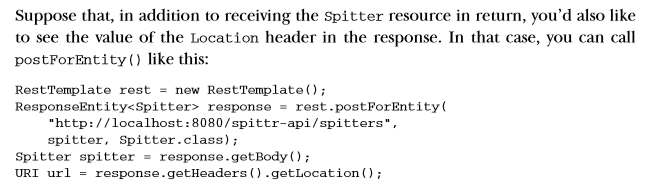 Suppose that, in addition to receiving the Spitter resource in return, you’d also like
to see the value of the Location header in the response. In that case, you can call
postForEntity() like this:
RestTemplate rest = new RestTemplate();
ResponseEntity<Spitter> response = rest.postForEntity(
    "http://localhost:8080/spittr-api/spitters",
    spitter, Spitter.class);
Spitter spitter = response.getBody();
URI url = response.getHeaders().getLocation();